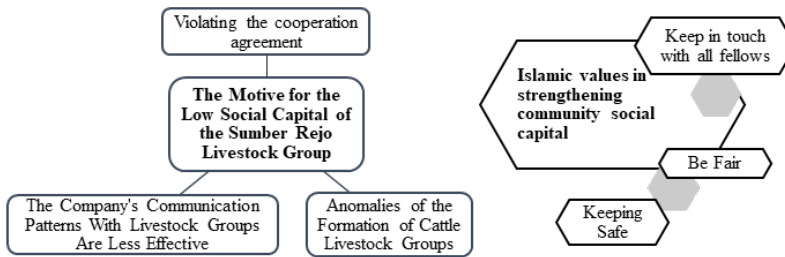 Violating the cooperation
agreement
The Motive for the
Low Social Capital of
the Sumber Rejo
Livestock Group
The Company's Communication
Patterns With Livestock Groups
Are Less Effective
Anomalies of the
Formation of Cattle
Livestock Groups
Keep in touch
with all fellows
Islamic values in
strengthening
community social
capital
Be Fair
Keeping
Safe